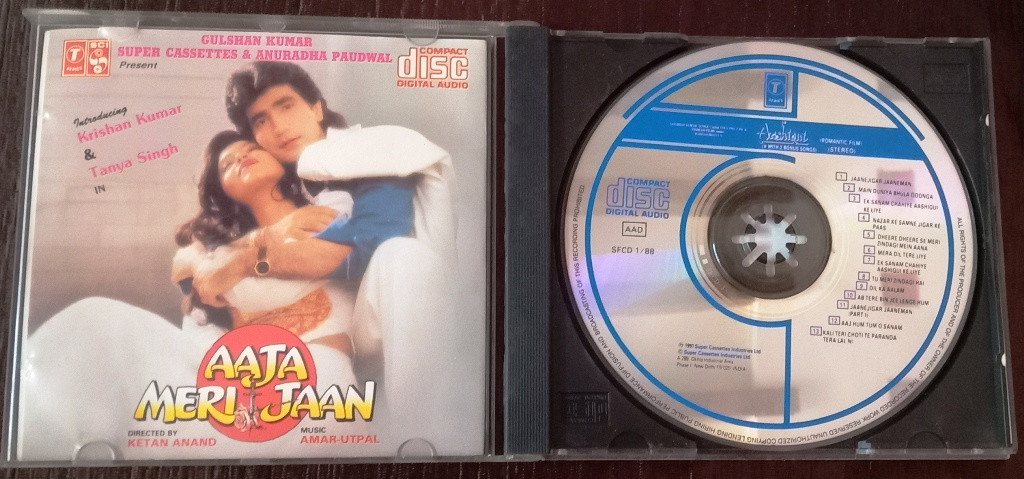 GULSHAN KUMAR
SUPER CASSETTES & ANURADHA PAUDWAL
Present
T
SCI
COMPACT
disc
DIGITAL AUDIO
Introducing
Krishan Kumar
&
Tanya Singh
IN
AAJA
MERI JAAN
DIRECTED BY
KETAN ANAND
MUSIC
AMAR-UTPAL
T
Aashiqui
(ROMANTIC FILM)
(STEREO)
COMPACT
disc
DIGITAL AUDIO
AAD
SFCD 1/88
1 JAANEJIGAR JAANEMAN
2 MAIN DUNIYA BHULA DOONGA
3 EK SANAM CHAHIYE AASHIQUI
KE LIYE
4 NAZAR KE SAMNE JIGAR KE
PAAS
5 DHEERE DHEERE SE MERI
ZINDAGI MEIN AANA
6 MERA DIL TERE LIYE
7 EK SANAM CHAHIYE
AASHIQUI KE LIYE
8 TU MERI ZINDAGI HAI
9 DIL KA AALAM
10 AB TERE BIN JEE LENGE HUM
11 JAANEJIGAR JAANEMAN
(PART I)
12 AAJ HUM TUM O SANAM
13 KALI TERI CHOTI TE PARANDA
TERA LAL NI
Super Cassettes Industries Ltd
Super Cassettes Industries Ltd
ALL RIGHTS OF THE PRODUCER AND OF THE OWNER OF THE RECORDED WORK RESERVED UNAUTHORIZED COPYING LENDING HIRING PUBLIC PERFORMANCE DIFFUSION AND BROADCASTING OF THIS RECORDING PROHIBITED